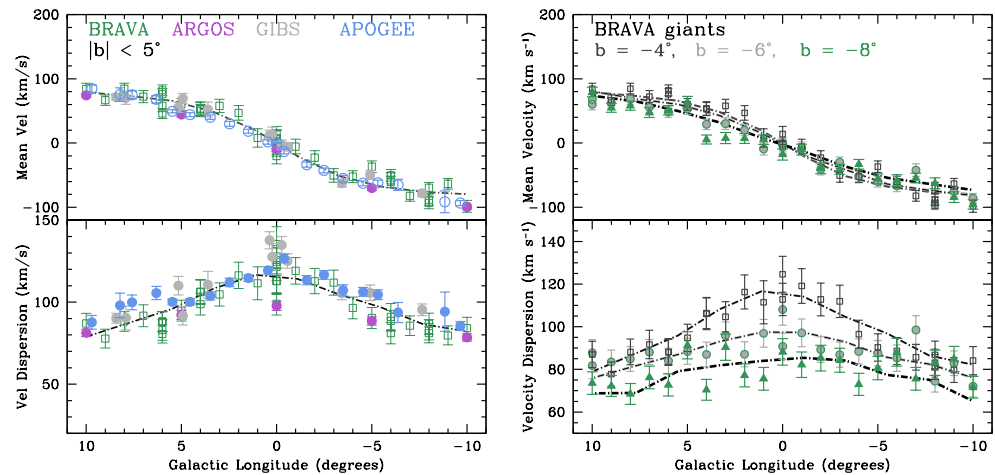 BRAVA ARGOS GIBS APOGEE
|b| < 5°
Mean Vel (km/s)
100
0
−100
150
100
50
Vel Dispersion (km/s)
10 5 0 −5 −10
Galactic Longitude (degrees)
BRAVA giants
b = −4°, b = −6°, b = −8°
Mean Velocity (km s⁻¹)
100
0
−100
140
120
100
80
60
Velocity Dispersion (km s⁻¹)
10 5 0 −5 −10
Galactic Longitude (degrees)